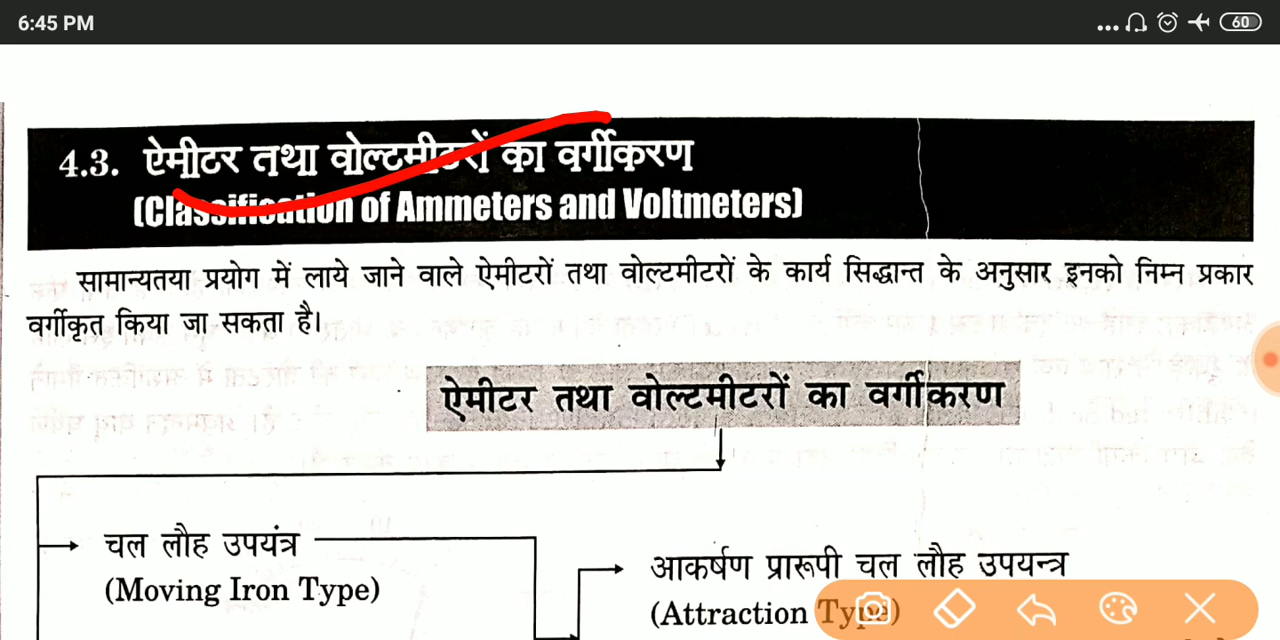 6:45 PM
60
4.3. ऐमीटर तथा वोल्टमीटरों का वर्गीकरण
(Classification of Ammeters and Voltmeters)
सामान्यतया प्रयोग में लाये जाने वाले ऐमीटरों तथा वोल्टमीटरों के कार्य सिद्धान्त के अनुसार इनको निम्न प्रकार
वर्गीकृत किया जा सकता है।
ऐमीटर तथा वोल्टमीटरों का वर्गीकरण
चल लौह उपयंत्र
(Moving Iron Type)
आकर्षण प्रारूपी चल लौह उपयन्त्र
(Attraction Type)